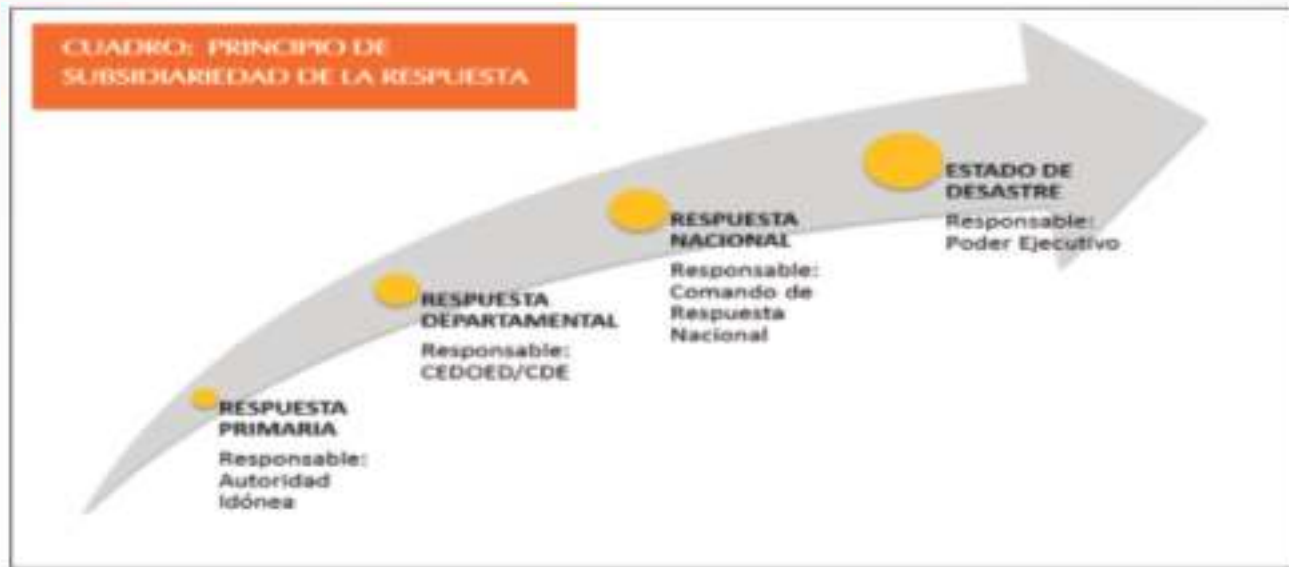 CUADRO: PRINCIPIO DE
SUBSIDIARIEDAD DE LA RESPUESTA
RESPUESTA
PRIMARIA
Responsable:
Autoridad
Idónea
RESPUESTA
DEPARTAMENTAL
Responsable:
CEDOED/CDE
RESPUESTA
NACIONAL
Responsable:
Comando de
Respuesta
Nacional
ESTADO DE
DESASTRE
Responsable:
Poder Ejecutivo